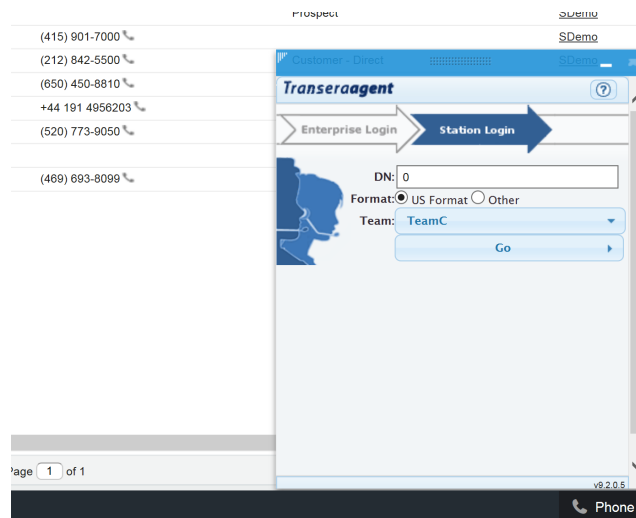 Prospect SDemo
(415) 901-7000 SDemo
(212) 842-5500 Customer - Direct SDemo
(650) 450-8810
Transeraagent ?
+44 191 4956203
Enterprise Login Station Login
(520) 773-9050
(469) 693-8099
DN: 0
Format: US Format Other
Team: TeamC
Go
Page 1 of 1
v9.2.0.5
Phone